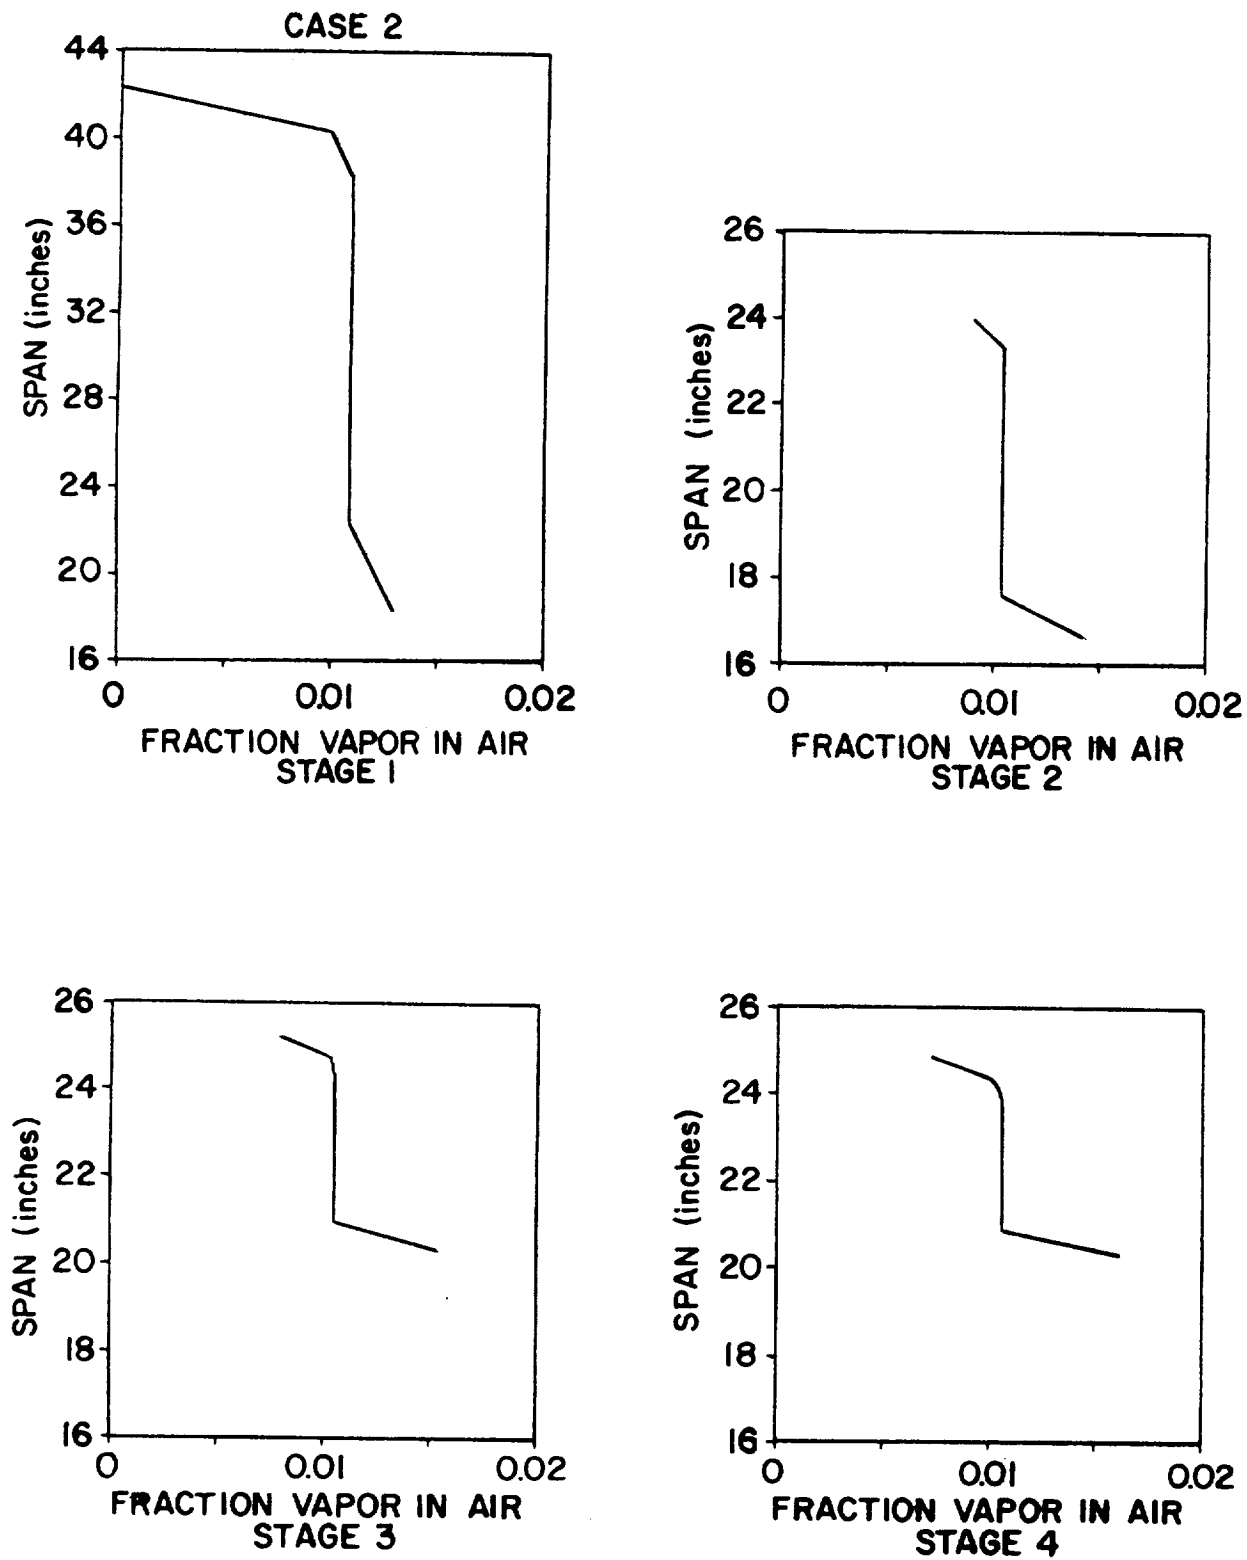 CASE 2
44
40
36
32
28
24
20
16
SPAN (inches)
0 0.01 0.02
FRACTION VAPOR IN AIR
STAGE 1
26
24
22
20
18
16
SPAN (inches)
0 0.01 0.02
FRACTION VAPOR IN AIR
STAGE 2
26
24
22
20
18
16
SPAN (inches)
0 0.01 0.02
FRACTION VAPOR IN AIR
STAGE 3
26
24
22
20
18
16
SPAN (inches)
0 0.01 0.02
FRACTION VAPOR IN AIR
STAGE 4